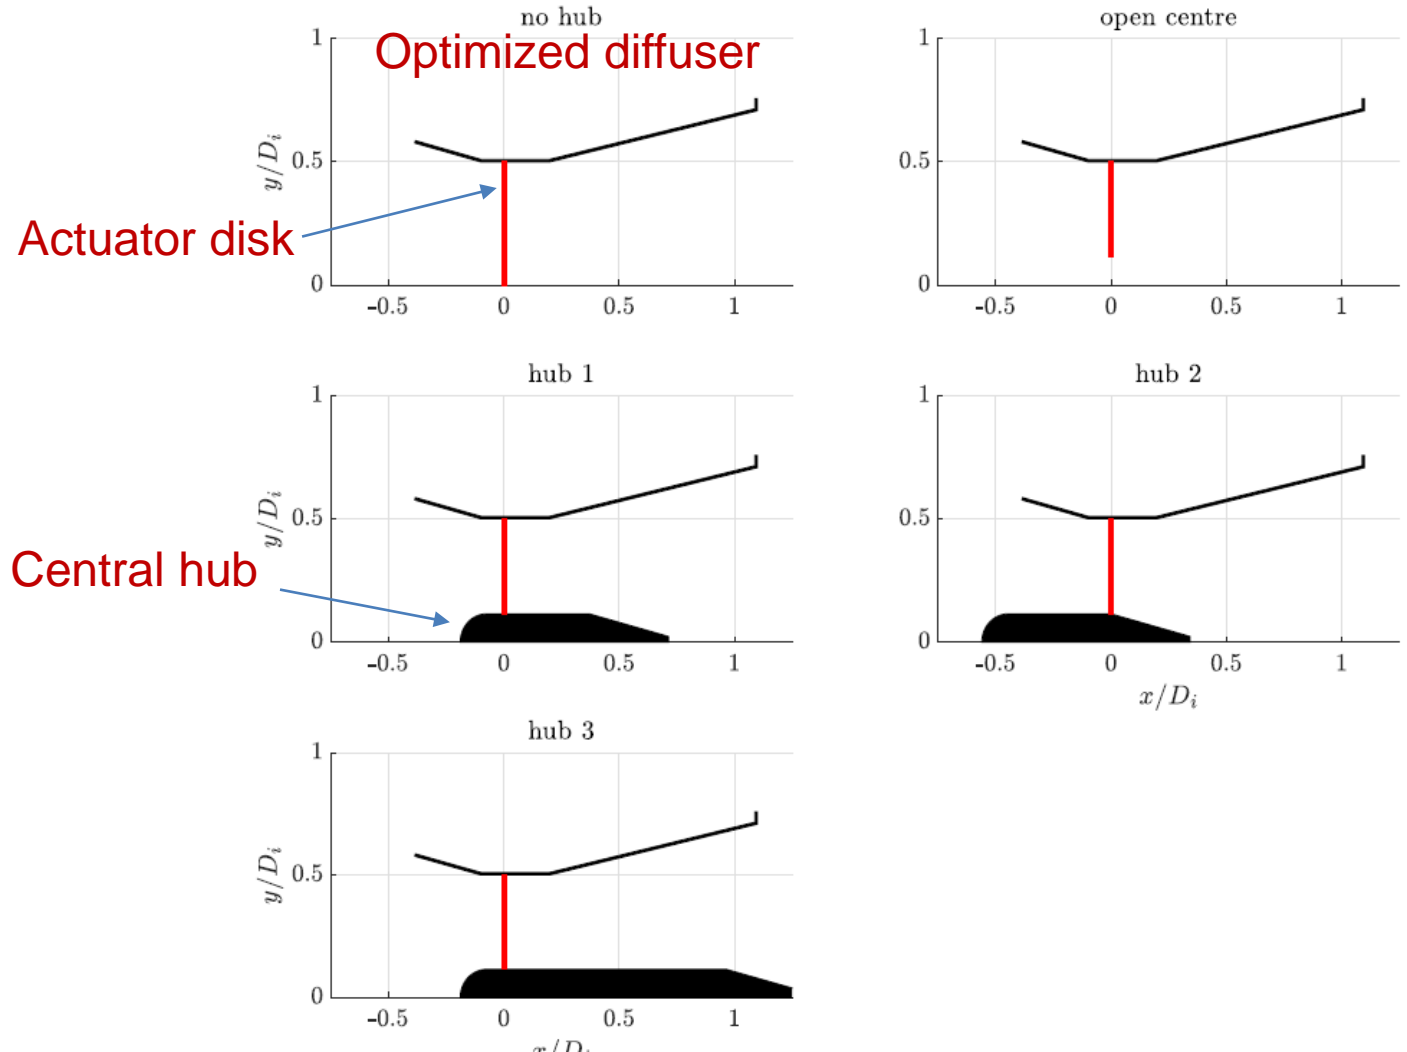 no hub
open centre
Optimized diffuser
1
0.5
0
y/D_i
-0.5 0 0.5 1
1
0.5
0
-0.5 0 0.5 1
Actuator disk
hub 1
hub 2
1
0.5
0
y/D_i
-0.5 0 0.5 1
1
0.5
0
-0.5 0 0.5 1
x/D_i
Central hub
hub 3
1
0.5
0
y/D_i
-0.5 0 0.5 1
x/D_i